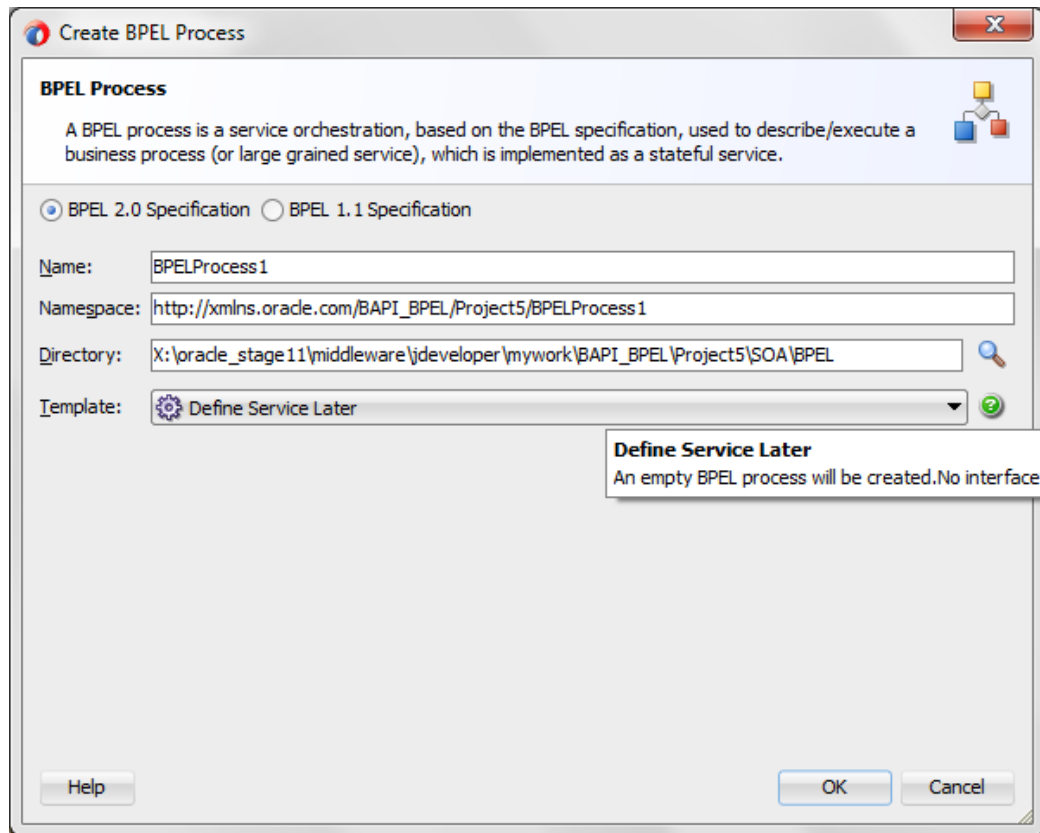 Create BPEL Process
BPEL Process
A BPEL process is a service orchestration, based on the BPEL specification, used to describe/execute a
business process (or large grained service), which is implemented as a stateful service.
BPEL 2.0 Specification BPEL 1.1 Specification
Name: BPELProcess1
Namespace: http://xmlns.oracle.com/BAPI_BPEL/Project5/BPELProcess1
Directory: X:\oracle_stage11\middleware\jdeveloper\mywork\BAPI_BPEL\Project5\SOA\BPEL
Template: Define Service Later
Define Service Later
An empty BPEL process will be created.No interface
Help OK Cancel